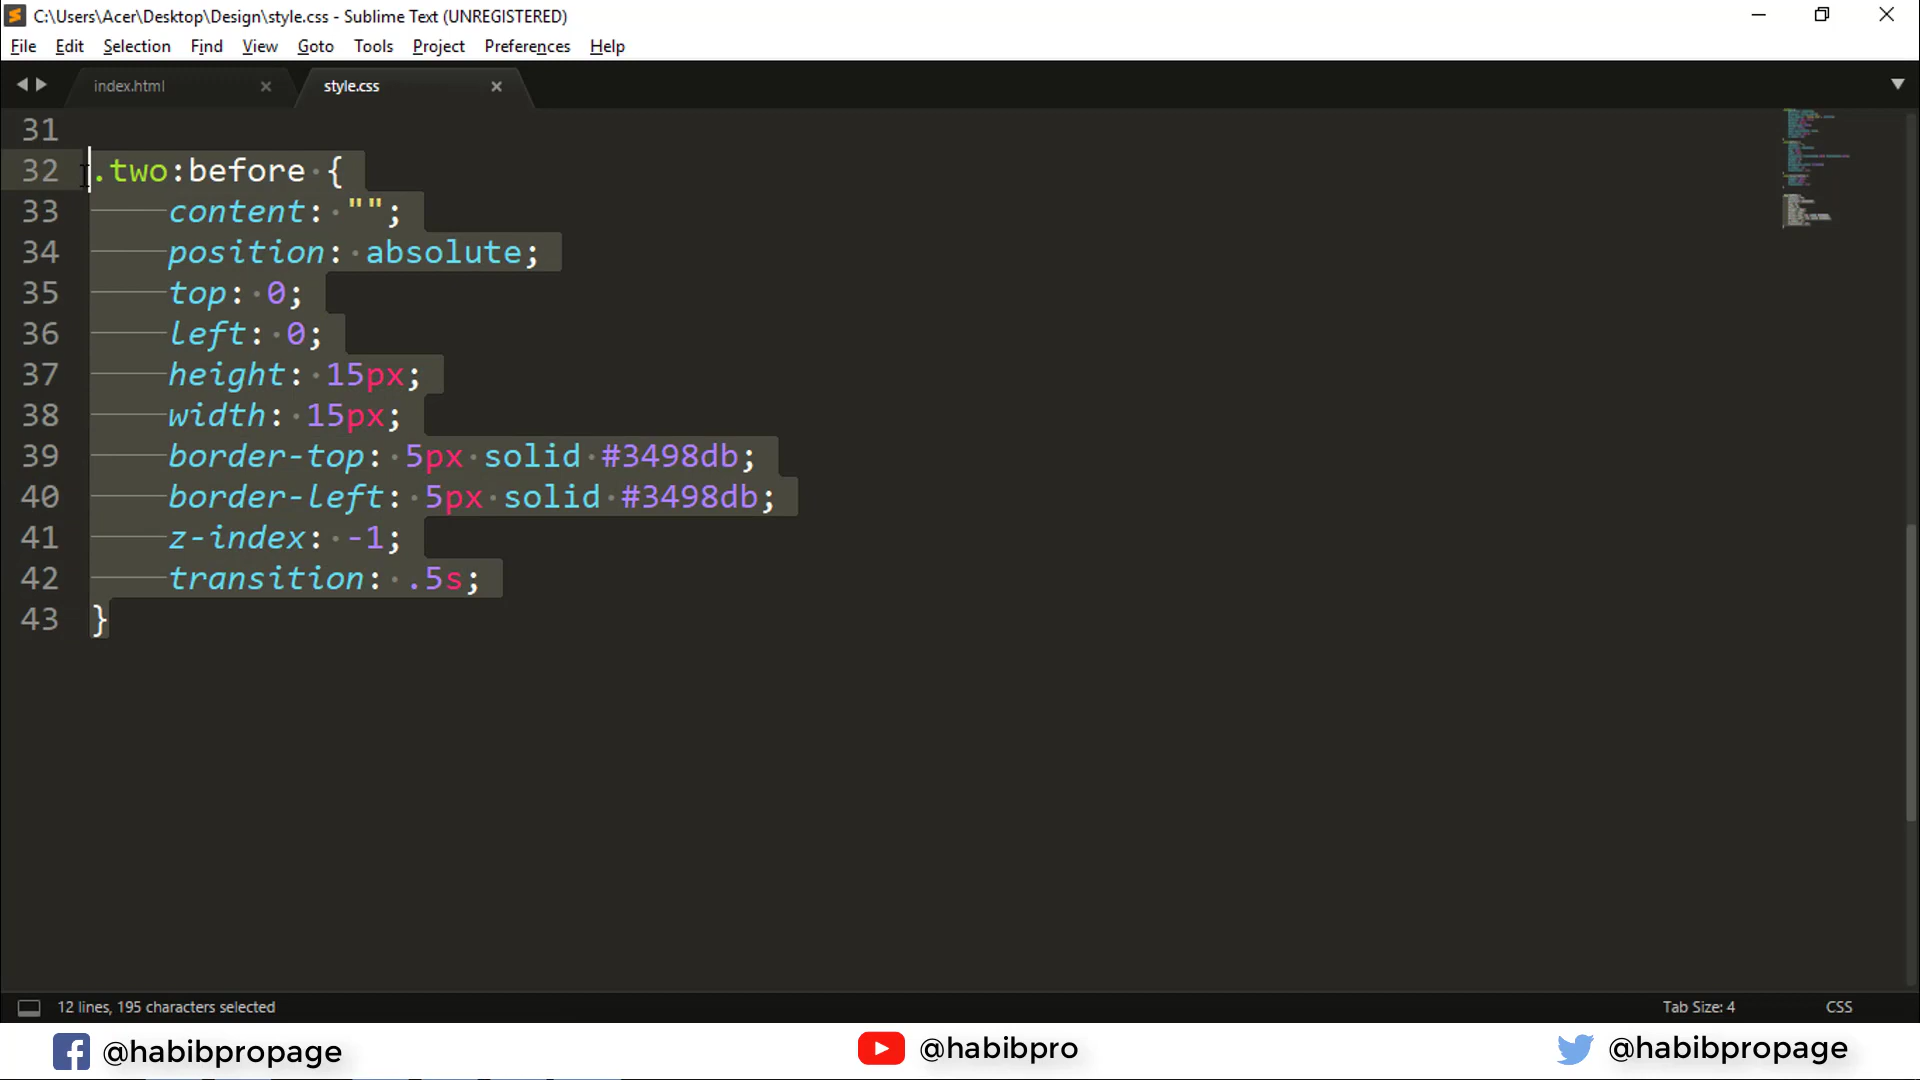 C:\Users\Acer\Desktop\Design\style.css - Sublime Text (UNREGISTERED)
File Edit Selection Find View Goto Tools Project Preferences Help
index.html style.css
31
32 .two:before {
33 content: "";
34 position: absolute;
35 top: 0;
36 left: 0;
37 height: 15px;
38 width: 15px;
39 border-top: 5px solid #3498db;
40 border-left: 5px solid #3498db;
41 z-index: -1;
42 transition: .5s;
43 }
12 lines, 195 characters selected Tab Size: 4 CSS
@habibpropage @habibpro @habibpropage